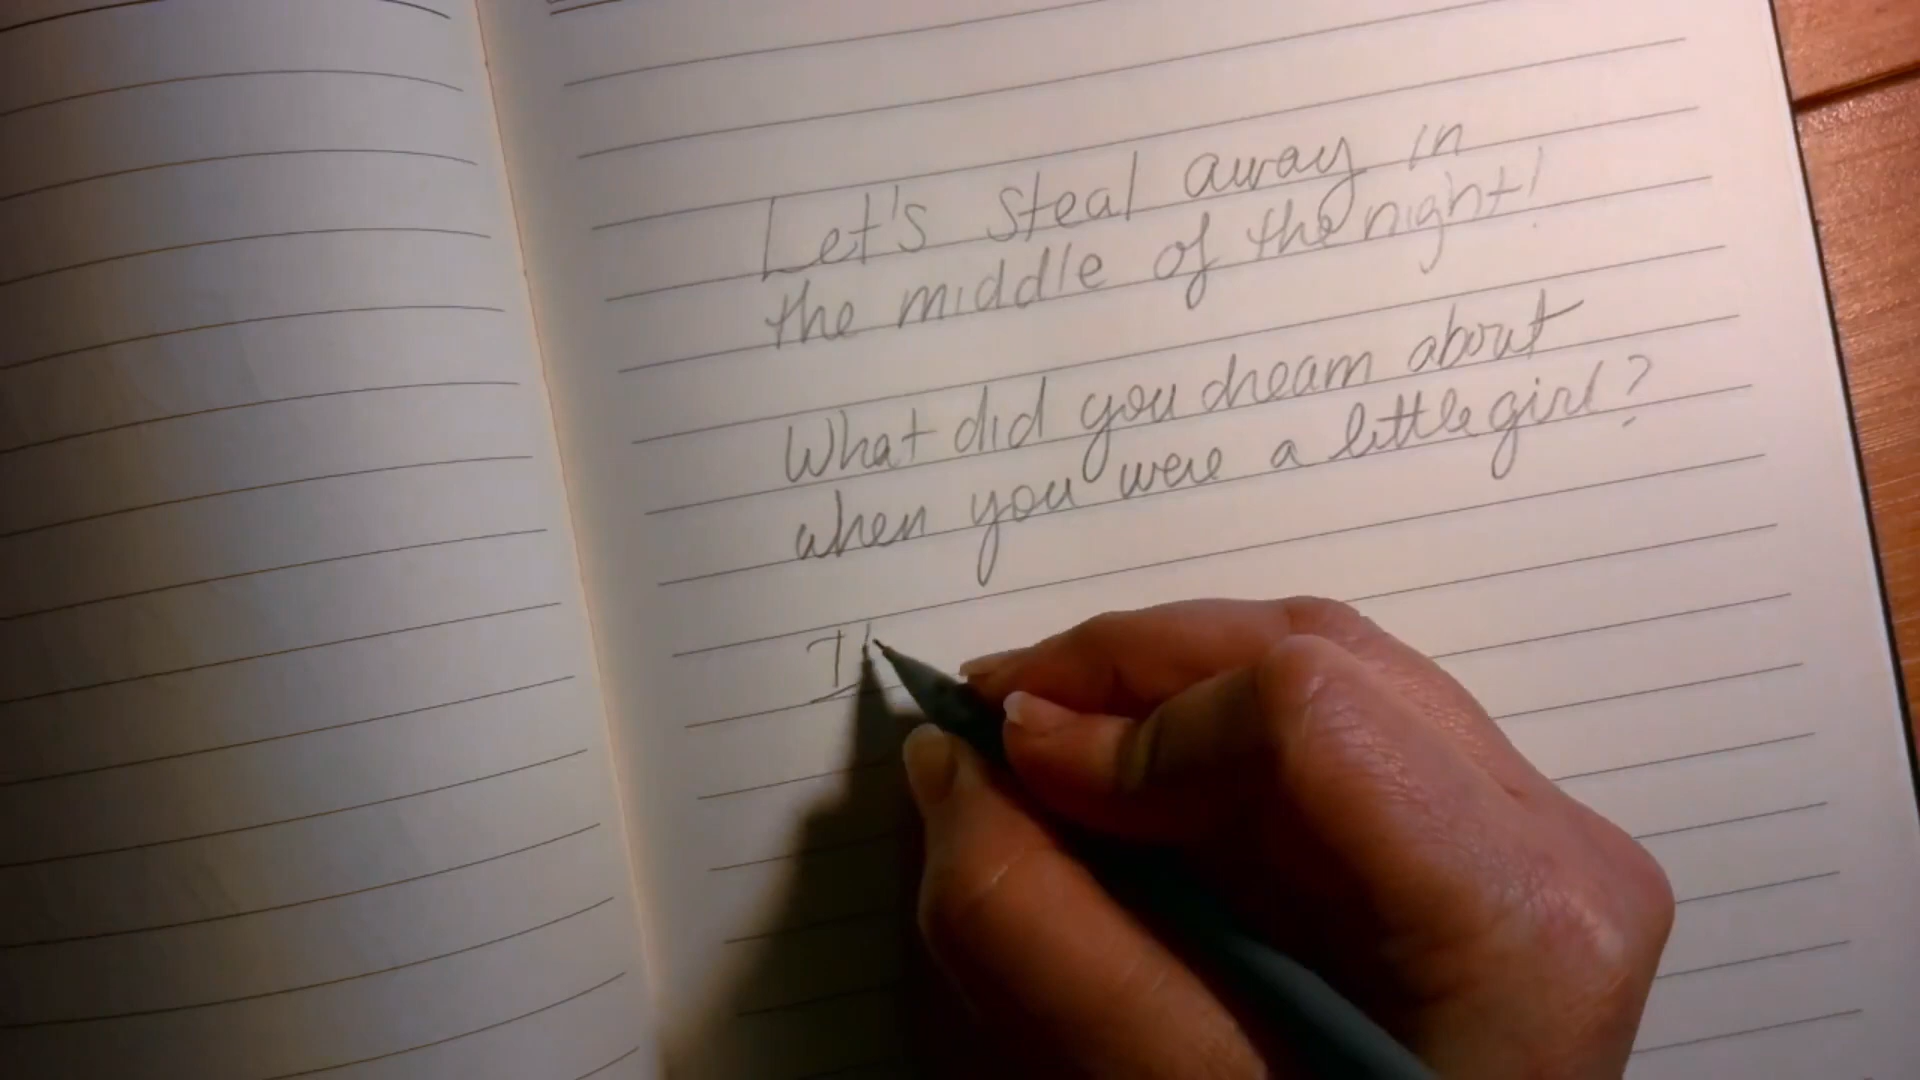 Let's steal away in
the middle of the night!
What did you dream about
when you were a little girl?